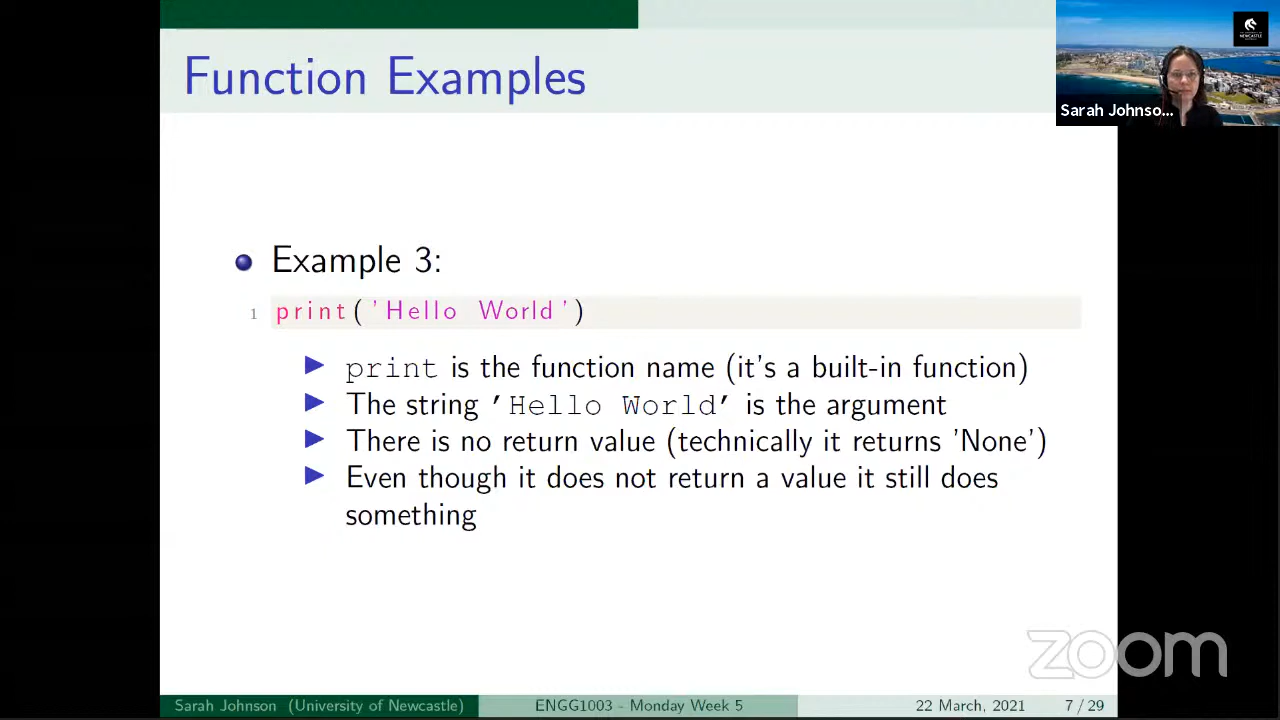 Function Examples
Sarah Johnso...
Example 3:
1 print('Hello World')
print is the function name (it's a built-in function)
The string 'Hello World' is the argument
There is no return value (technically it returns 'None')
Even though it does not return a value it still does
something
zoom
Sarah Johnson (University of Newcastle) ENGG1003 - Monday Week 5 22 March, 2021 7 / 29